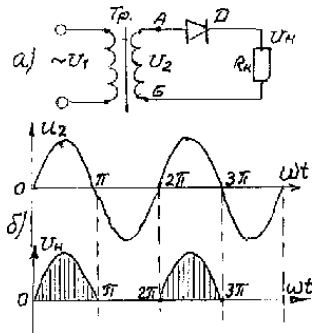 Тр. А Д Uн
а) ~U1 U2 Rн
Б
U2
0 π 2π 3π ωt
б)
Uн
0 π 2π 3π ωt